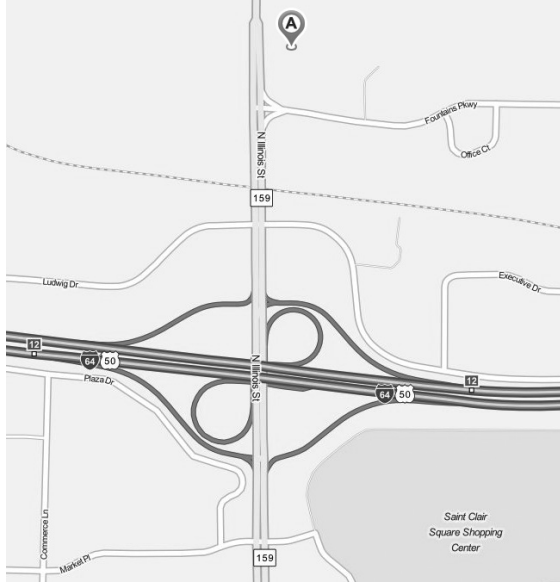 A
Fountains Pkwy
Office Ct
N Illinois St
159
Ludwig Dr
Executive Dr
12
64
50
Plaza Dr
N Illinois St
12
64
50
Commerce Ln
Saint Clair
Square Shopping
Center
Market Pl
159